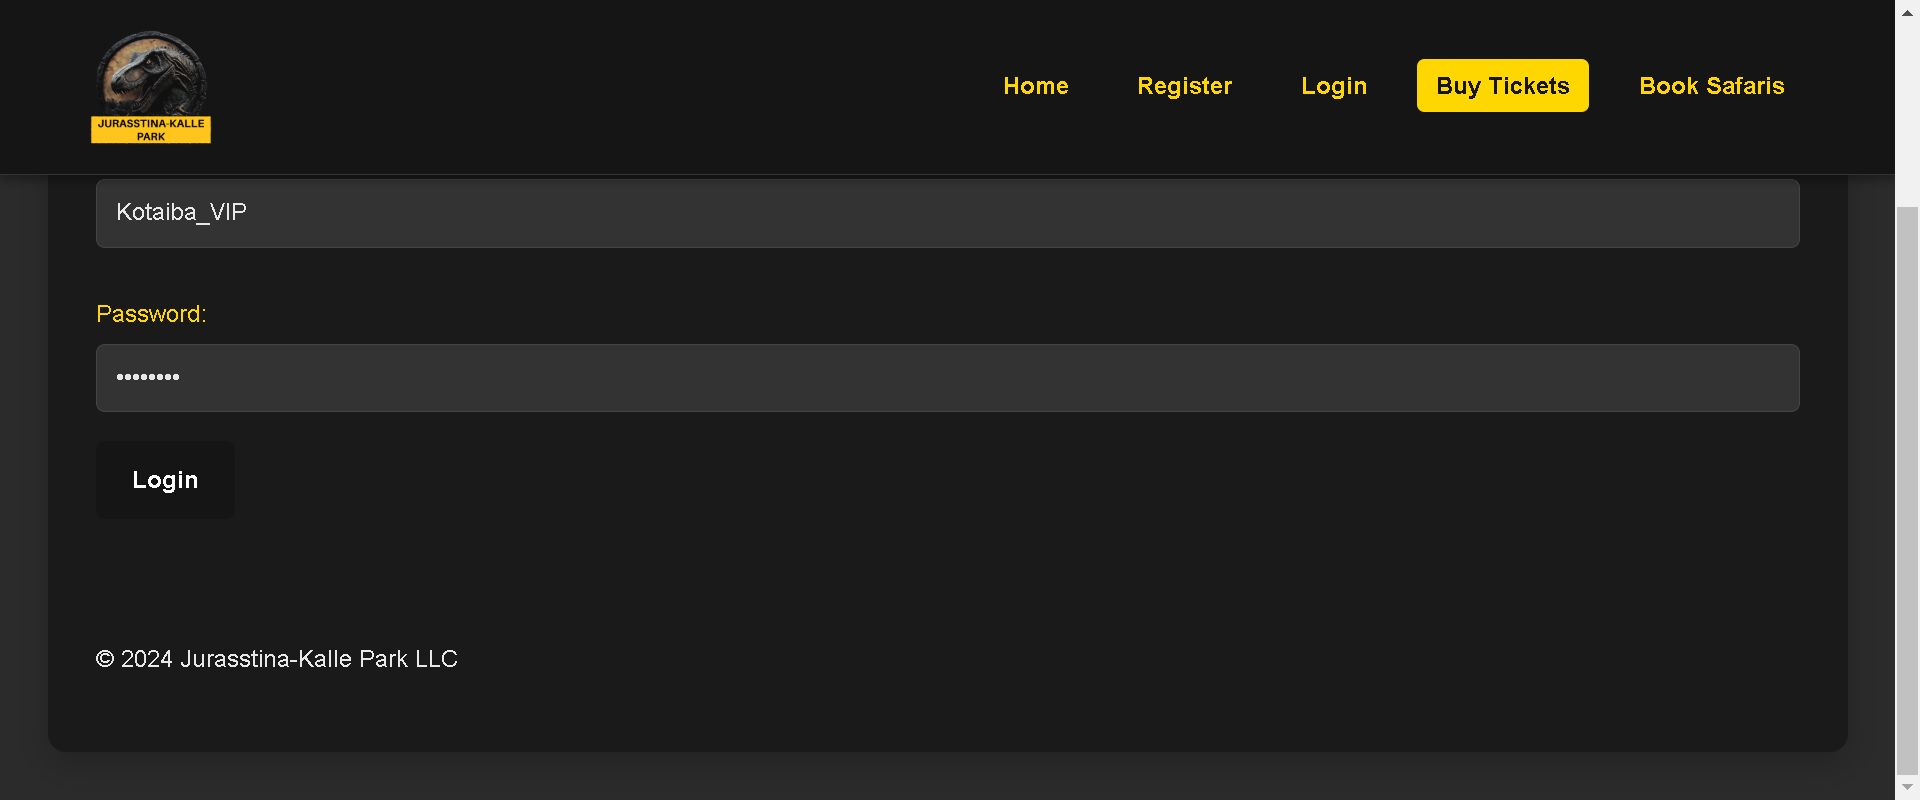 JURASSTINA-KALLE
PARK
Home Register Login Buy Tickets Book Safaris
Kotaiba_VIP
Password:
••••••••
Login
© 2024 Jurasstina-Kalle Park LLC